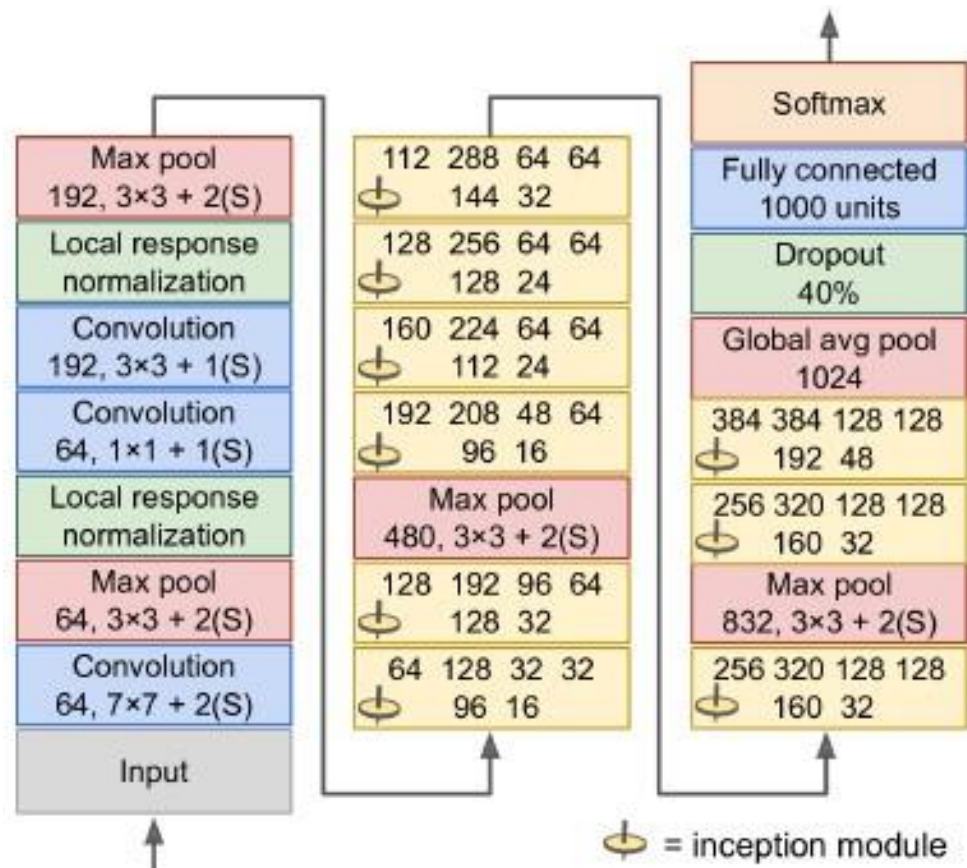 Max pool
192, 3×3 + 2(S)
Local response
normalization
Convolution
192, 3×3 + 1(S)
Convolution
64, 1×1 + 1(S)
Local response
normalization
Max pool
64, 3×3 + 2(S)
Convolution
64, 7×7 + 2(S)
Input
112 288 64 64
144 32
128 256 64 64
128 24
160 224 64 64
112 24
192 208 48 64
96 16
Max pool
480, 3×3 + 2(S)
128 192 96 64
128 32
64 128 32 32
96 16
Softmax
Fully connected
1000 units
Dropout
40%
Global avg pool
1024
384 384 128 128
192 48
256 320 128 128
160 32
Max pool
832, 3×3 + 2(S)
256 320 128 128
160 32
= inception module